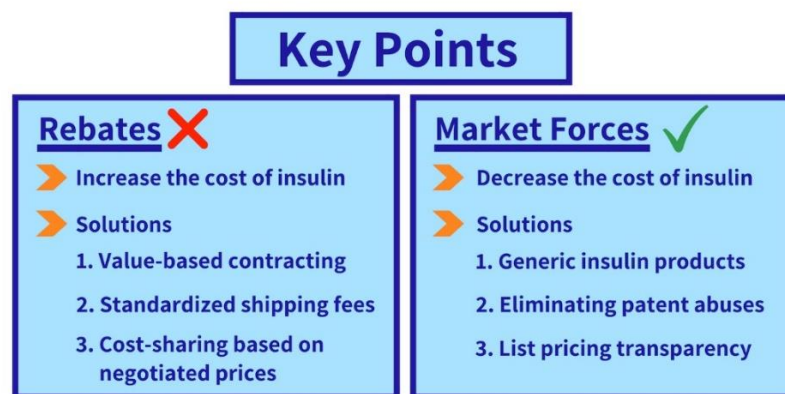 Key Points
Rebates
Increase the cost of insulin
Solutions
1. Value-based contracting
2. Standardized shipping fees
3. Cost-sharing based on
negotiated prices
Market Forces
Decrease the cost of insulin
Solutions
1. Generic insulin products
2. Eliminating patent abuses
3. List pricing transparency